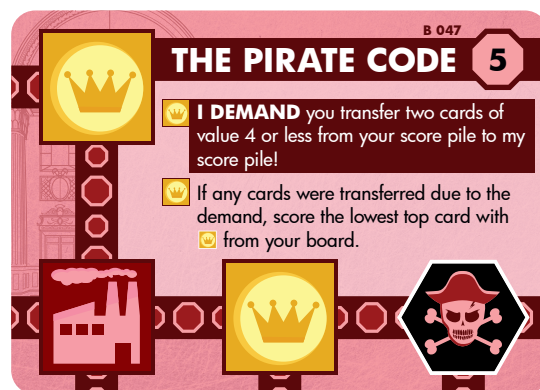 B 047
THE PIRATE CODE 5
I DEMAND you transfer two cards of
value 4 or less from your score pile to my
score pile!
If any cards were transferred due to the
demand, score the lowest top card with
from your board.